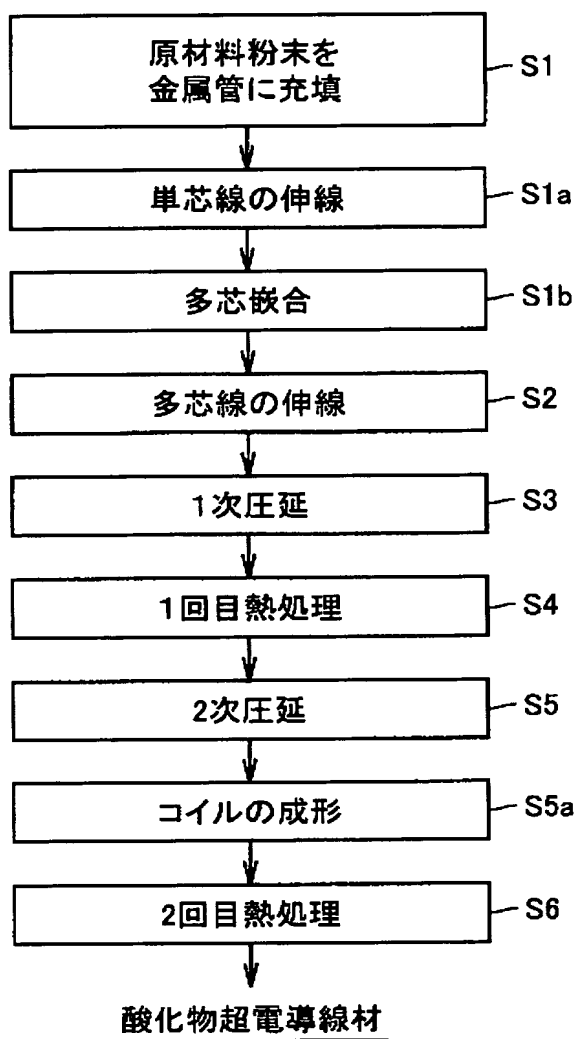 原材料粉末を
金属管に充填
S1
単芯線の伸線
S1a
多芯嵌合
S1b
多芯線の伸線
S2
1次圧延
S3
1回目熱処理
S4
2次圧延
S5
コイルの成形
S5a
2回目熱処理
S6
酸化物超電導線材